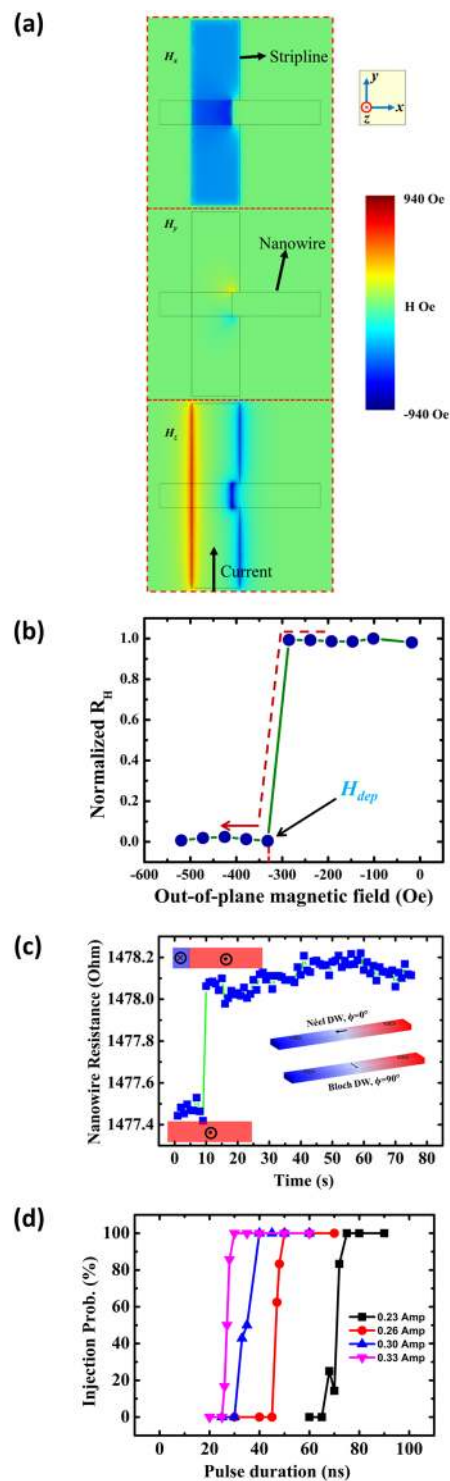 (a)
Hx
Stripline
y
x
z
940 Oe
Hy
Nanowire
H Oe
-940 Oe
Hz
Current
(b)
1.0
0.8
0.6
0.4
0.2
0.0
Normalized RH
Hdep
-600 -500 -400 -300 -200 -100 0
Out-of-plane magnetic field (Oe)
(c)
1478.2
1478.0
1477.8
1477.6
1477.4
Nanowire Resistance (Ohm)
Néel DW, ϕ=0°
Bloch DW, ϕ=90°
0 10 20 30 40 50 60 70 80
Time (s)
(d)
100
80
60
40
20
0
Injection Prob. (%)
0.23 Amp
0.26 Amp
0.30 Amp
0.33 Amp
0 20 40 60 80 100
Pulse duration (ns)